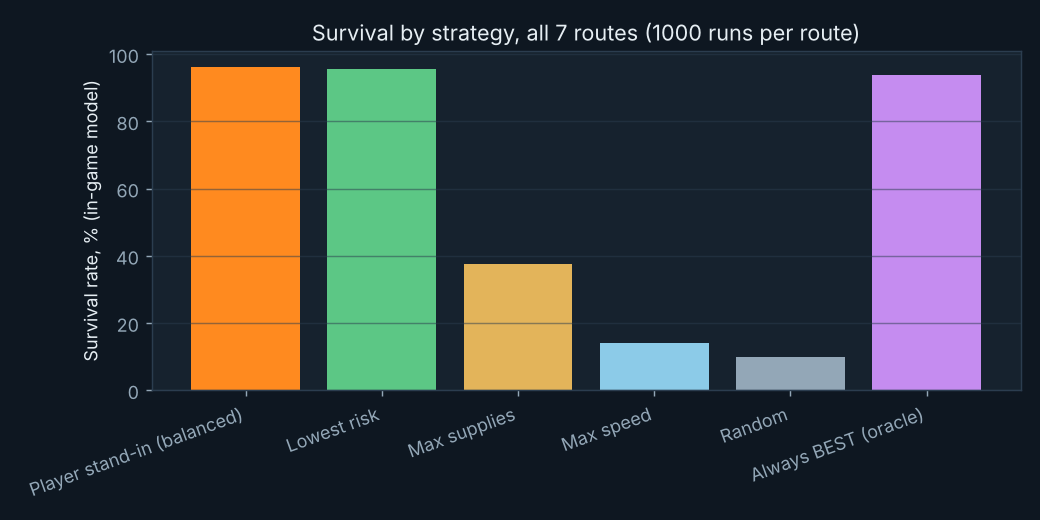 Survival by strategy, all 7 routes (1000 runs per route)
Survival rate, % (in-game model)
100
80
60
40
20
0
Player stand-in (balanced)
Lowest risk
Max supplies
Max speed
Random
Always BEST (oracle)